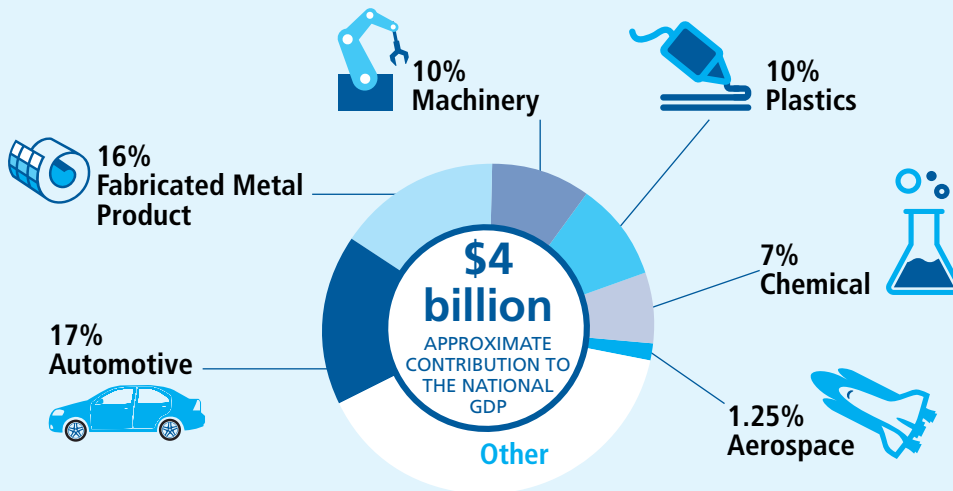 10%
Machinery
10%
Plastics
16%
Fabricated Metal
Product
$4
billion
APPROXIMATE
CONTRIBUTION TO
THE NATIONAL
GDP
7%
Chemical
17%
Automotive
1.25%
Aerospace
Other